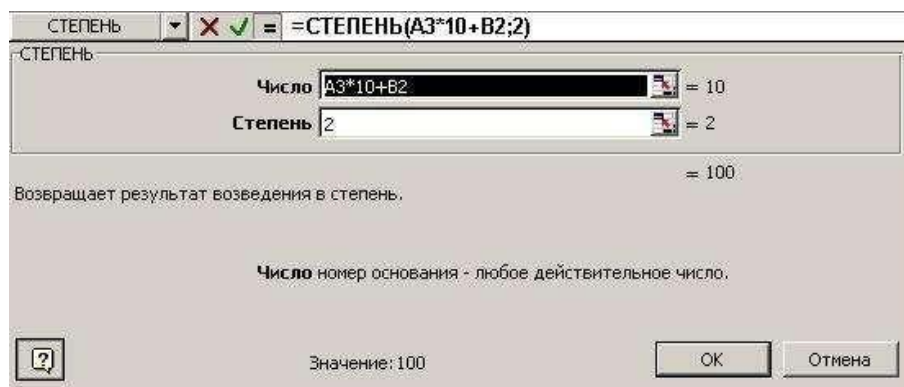 СТЕПЕНЬ = =СТЕПЕНЬ(A3*10+B2;2)
СТЕПЕНЬ
Число A3*10+B2 = 10
Степень 2 = 2
= 100
Возвращает результат возведения в степень.
Число номер основания - любое действительное число.
? Значение:100 ОК Отмена